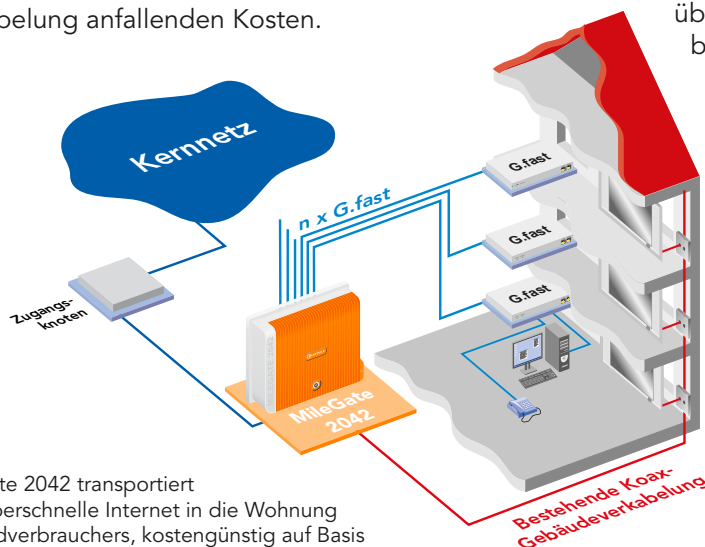 belung anfallenden Kosten.
üb
b
Kernnetz
G.fast
n x G.fast
G.fast
G.fast
Zugangs-
knoten
MileGate
2042
te 2042 transportiert
erschnelle Internet in die Wohnung
dverbrauchers, kostengünstig auf Basis
Bestehende Koax-
Gebäudeverkabelung